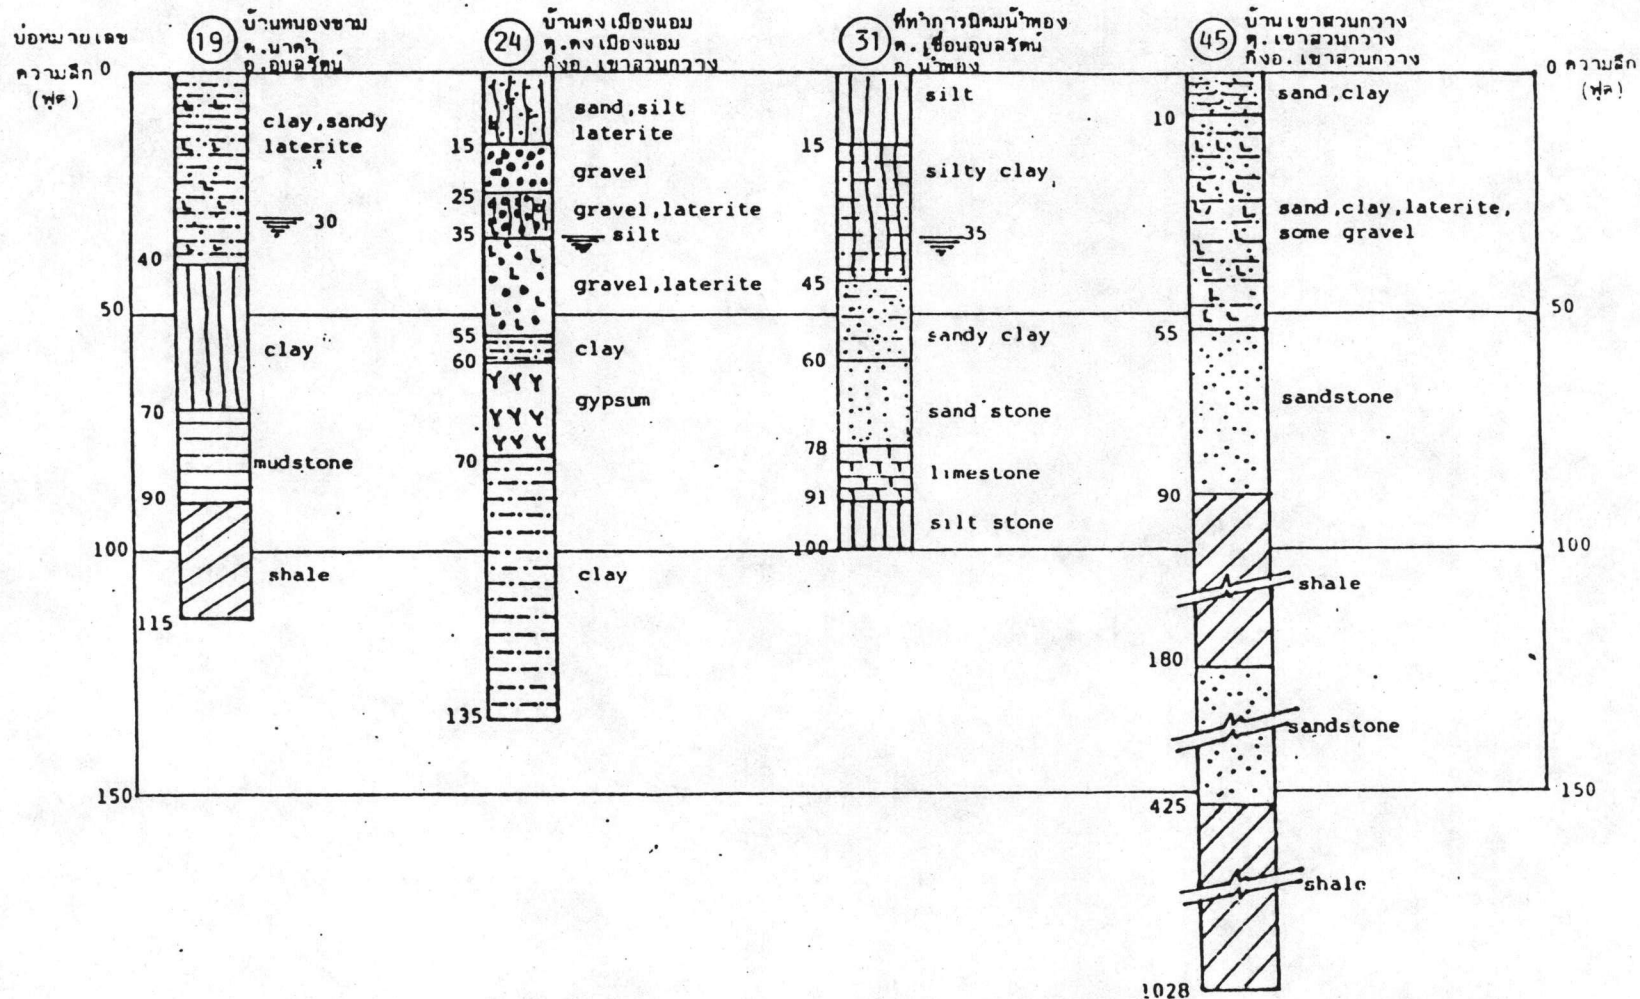 บ่อหมายเลข
ความลึก
(ฟุต)
0
50
100
150
19
บ้านหนองขาม
ต.นาคำ
อ.อุบลรัตน์
clay,sandy
laterite
30
40
clay
70
mudstone
90
shale
115
24
บ้านดงเมืองแอม
ต.ดงเมืองแอม
กิ่งอ.เขาสวนกวาง
sand,silt
laterite
15
gravel
25
gravel,laterite
silt
35
gravel,laterite
55
clay
60
gypsum
70
clay
135
31
ที่ทำการนิคมน้ำพอง
ต.เขื่อนอุบลรัตน์
อ.น้ำพอง
silt
15
silty clay
35
45
sandy clay
60
sand stone
78
limestone
91
silt stone
100
45
บ้านเขาสวนกวาง
ต.เขาสวนกวาง
กิ่งอ.เขาสวนกวาง
sand,clay
10
sand,clay,laterite,
some gravel
55
sandstone
90
shale
180
sandstone
425
shale
1028
0 ความลึก
(ฟุต)
50
100
150